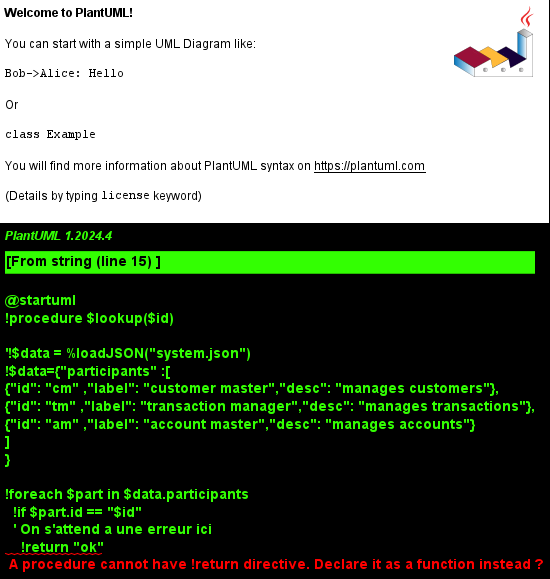 Welcome to PlantUML!
You can start with a simple UML Diagram like:
Bob->Alice: Hello
Or
class Example
You will find more information about PlantUML syntax on https://plantuml.com
(Details by typing license keyword)
PlantUML 1.2024.4
[From string (line 15) ]
@startuml
!procedure $lookup($id)
'!$data = %loadJSON("system.json")
!$data={"participants" :[
{"id": "cm" ,"label": "customer master","desc": "manages customers"},
{"id": "tm" ,"label": "transaction manager","desc": "manages transactions"},
{"id": "am" ,"label": "account master","desc": "manages accounts"}
]
}
!foreach $part in $data.participants
!if $part.id == "$id"
' On s'attend a une erreur ici
!return "ok"
A procedure cannot have !return directive. Declare it as a function instead ?